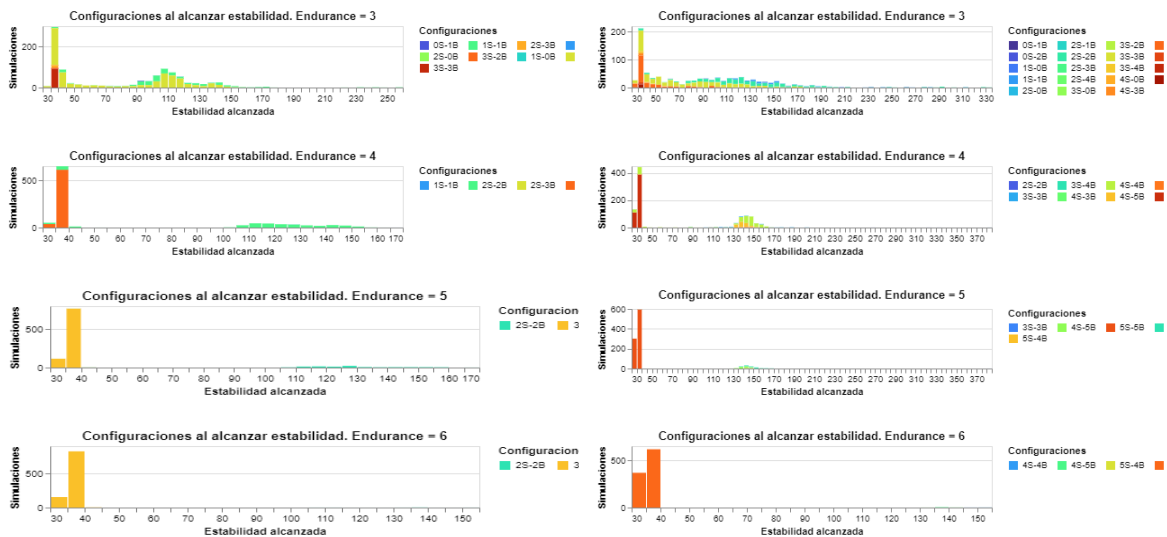 Configuraciones al alcanzar estabilidad. Endurance = 3
Simulaciones
200
0
30 50 70 90 110 130 150 170 190 210 230 250
Estabilidad alcanzada
Configuraciones
0S-1B 1S-1B 2S-3B
2S-0B 3S-2B 1S-0B
3S-3B
Configuraciones al alcanzar estabilidad. Endurance = 3
Simulaciones
200
100
0
30 50 70 90 110 130 150 170 190 210 230 250 270 290 310 330
Estabilidad alcanzada
Configuraciones
0S-1B 2S-1B 3S-2B
0S-2B 2S-2B 3S-3B
1S-0B 2S-3B 3S-4B
1S-1B 2S-4B 4S-0B
2S-0B 3S-0B 4S-3B
Configuraciones al alcanzar estabilidad. Endurance = 4
Simulaciones
500
0
30 40 50 60 70 80 90 100 110 120 130 140 150 160 170
Estabilidad alcanzada
Configuraciones
1S-1B 2S-2B 2S-3B
Configuraciones al alcanzar estabilidad. Endurance = 4
Simulaciones
400
200
0
30 50 70 90 110 130 150 170 190 210 230 250 270 290 310 330 350 370
Estabilidad alcanzada
Configuraciones
2S-2B 3S-4B 4S-4B
3S-3B 4S-3B 4S-5B
Configuraciones al alcanzar estabilidad. Endurance = 5
Simulaciones
500
0
30 40 50 60 70 80 90 100 110 120 130 140 150 160 170
Estabilidad alcanzada
Configuracion
2S-2B 3
Configuraciones al alcanzar estabilidad. Endurance = 5
Simulaciones
600
400
200
0
30 50 70 90 110 130 150 170 190 210 230 250 270 290 310 330 350 370
Estabilidad alcanzada
Configuraciones
3S-3B 4S-5B 5S-5B
5S-4B
Configuraciones al alcanzar estabilidad. Endurance = 6
Simulaciones
500
0
30 40 50 60 70 80 90 100 110 120 130 140 150
Estabilidad alcanzada
Configuracion
2S-2B 3
Configuraciones al alcanzar estabilidad. Endurance = 6
Simulaciones
500
0
30 40 50 60 70 80 90 100 110 120 130 140 150
Estabilidad alcanzada
Configuraciones
4S-4B 4S-5B 5S-4B